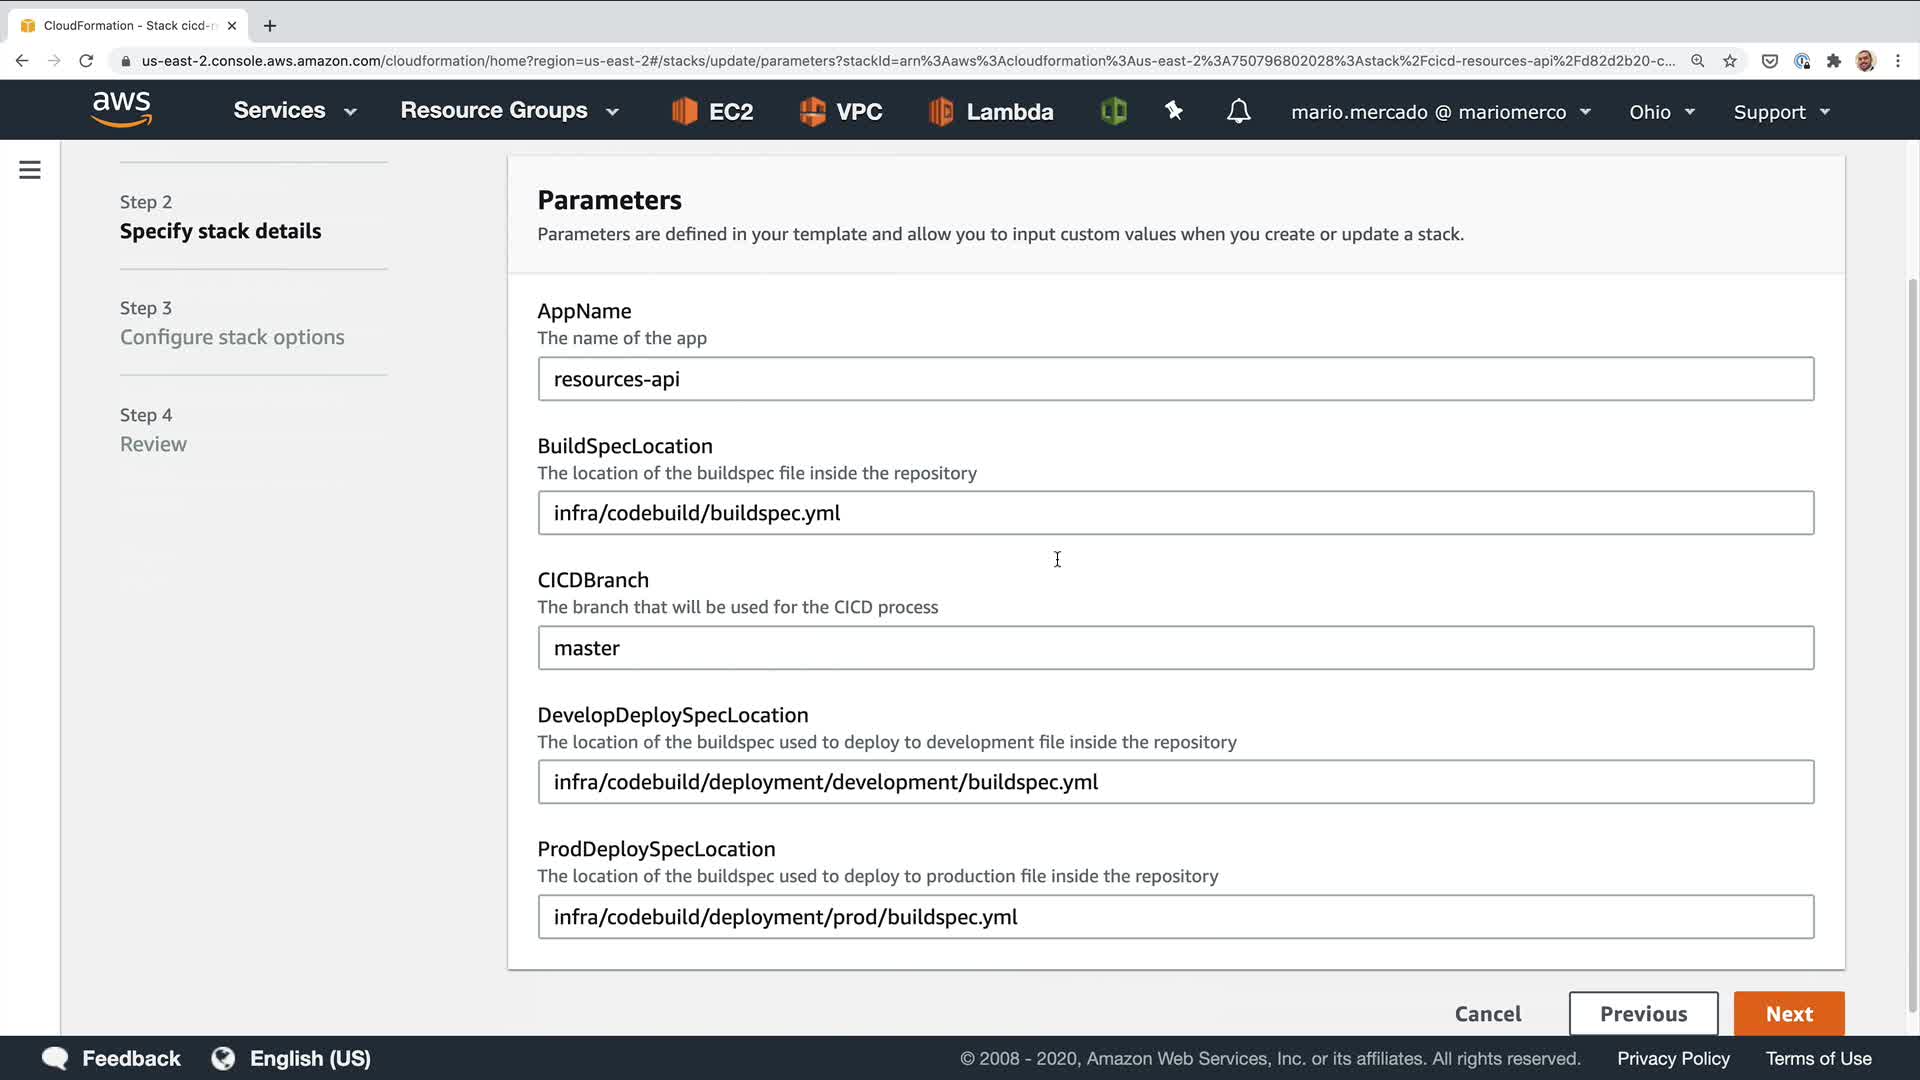 CloudFormation - Stack cicd-r
us-east-2.console.aws.amazon.com/cloudformation/home?region=us-east-2#/stacks/update/parameters?stackId=arn%3Aaws%3Acloudformation%3Aus-east-2%3A750796802028%3Astack%2Fcicd-resources-api%2Fd82d2b20-c...
aws
Services
Resource Groups
EC2
VPC
Lambda
mario.mercado @ mariomerco
Ohio
Support
Step 2
Specify stack details
Step 3
Configure stack options
Step 4
Review
Parameters
Parameters are defined in your template and allow you to input custom values when you create or update a stack.
AppName
The name of the app
resources-api
BuildSpecLocation
The location of the buildspec file inside the repository
infra/codebuild/buildspec.yml
CICDBranch
The branch that will be used for the CICD process
master
DevelopDeploySpecLocation
The location of the buildspec used to deploy to development file inside the repository
infra/codebuild/deployment/development/buildspec.yml
ProdDeploySpecLocation
The location of the buildspec used to deploy to production file inside the repository
infra/codebuild/deployment/prod/buildspec.yml
Cancel
Previous
Next
Feedback
English (US)
© 2008 - 2020, Amazon Web Services, Inc. or its affiliates. All rights reserved.
Privacy Policy
Terms of Use